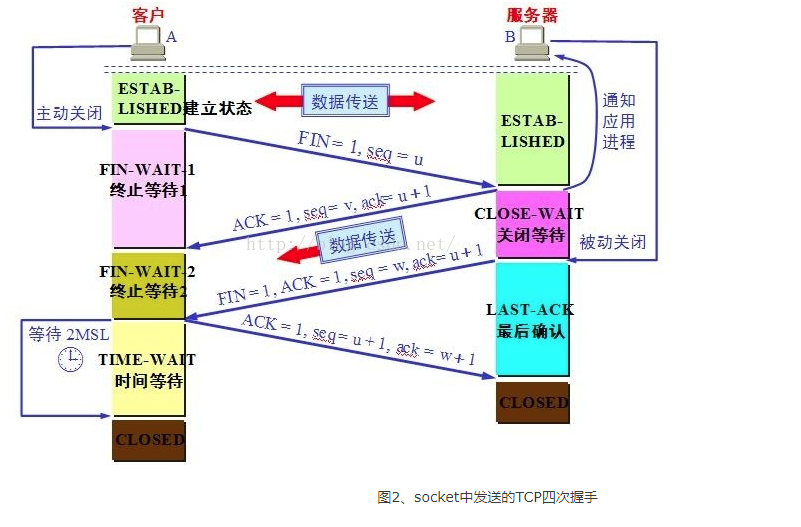 客户
服务器
A
B
ESTAB-
LISHED
建立状态
数据传送
主动关闭
通知
应用
进程
ESTAB-
LISHED
FIN = 1, seq = u
FIN-WAIT-1
终止等待1
ACK = 1, seq= v, ack= u+1
CLOSE-WAIT
关闭等待
数据传送
被动关闭
FIN-WAIT-2
终止等待2
FIN=1, ACK = 1, seq = w, ack= u+1
LAST-ACK
最后确认
ACK = 1, seq= u+1, ack = w+1
等待 2MSL
TIME-WAIT
时间等待
CLOSED
CLOSED
图2、socket中发送的TCP四次握手